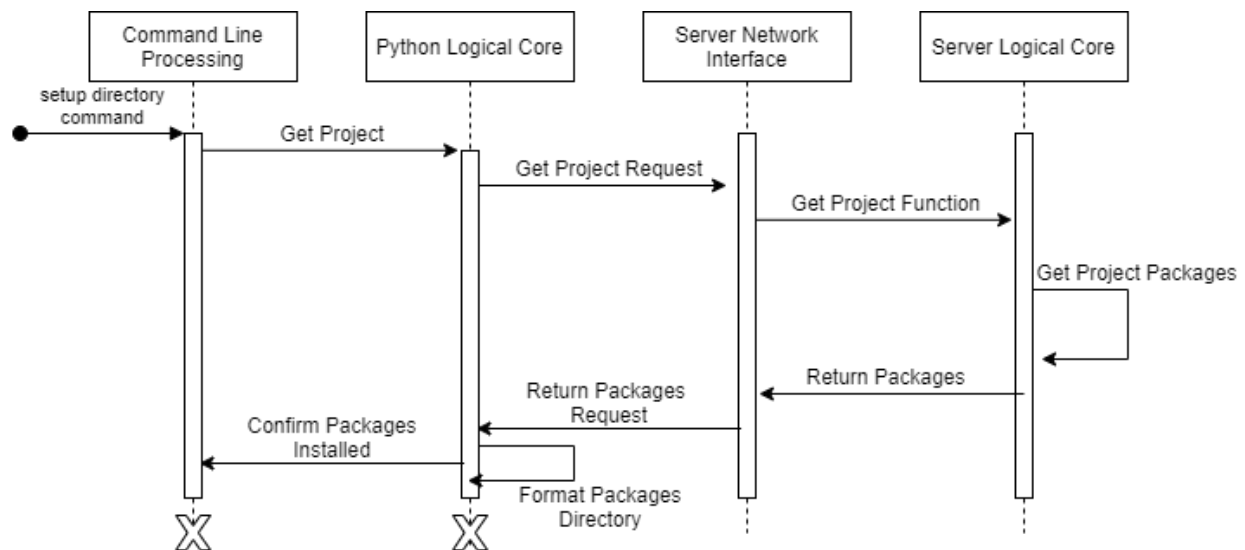 Command Line
Processing
Python Logical Core
Server Network
Interface
Server Logical Core
setup directory
command
Get Project
Get Project Request
Get Project Function
Get Project Packages
Return Packages
Return Packages
Request
Confirm Packages
Installed
Format Packages
Directory